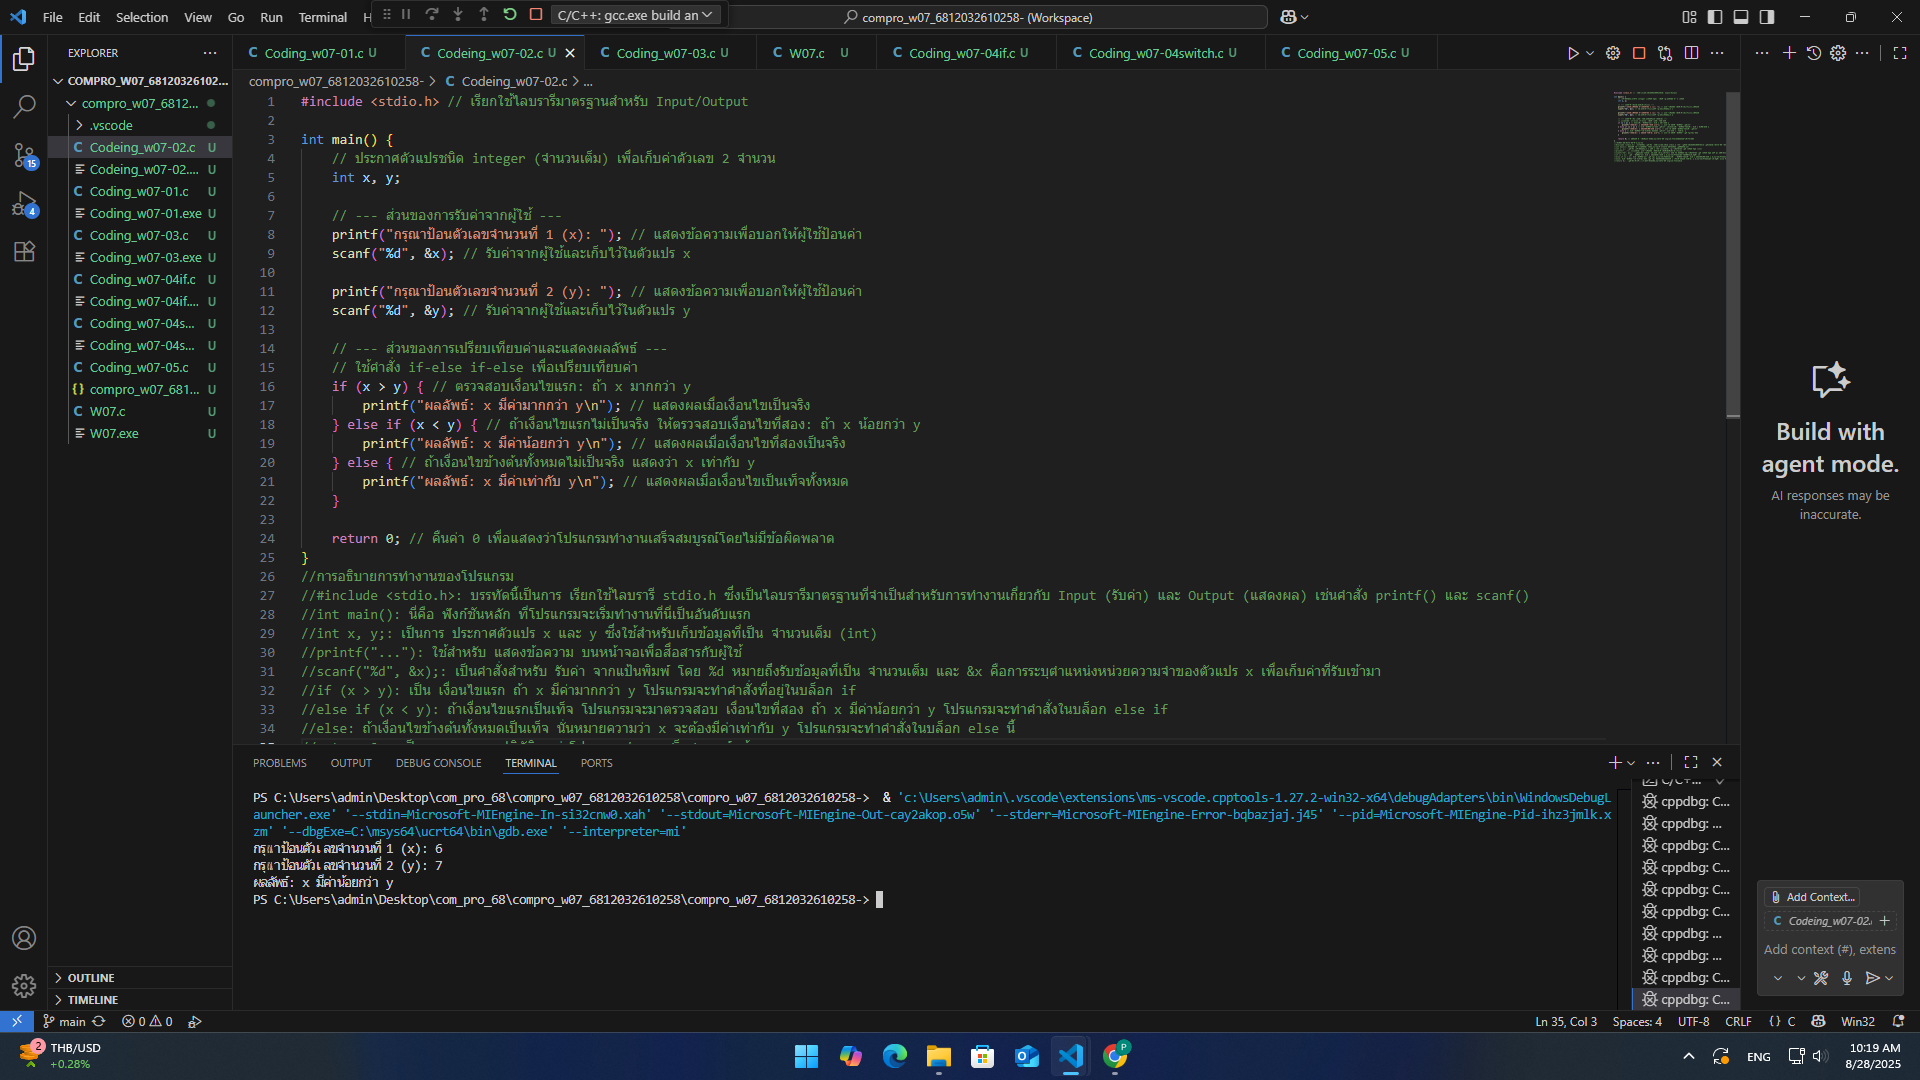 File Edit Selection View Go Run Terminal H
C/C++: gcc.exe build an
compro_w07_6812032610258- (Workspace)
EXPLORER
COMPRO_W07_68120326102...
compro_w07_6812...
.vscode
Codeing_w07-02.c U
Codeing_w07-02.... U
Coding_w07-01.c U
Coding_w07-01.exe U
Coding_w07-03.c U
Coding_w07-03.exe U
Coding_w07-04if.c U
Coding_w07-04if.... U
Coding_w07-04s... U
Coding_w07-04s... U
Coding_w07-05.c U
compro_w07_681... U
W07.c U
W07.exe U
OUTLINE
TIMELINE
15
4
Coding_w07-01.c U Codeing_w07-02.c U Coding_w07-03.c U W07.c U Coding_w07-04if.c U Coding_w07-04switch.c U Coding_w07-05.c U
compro_w07_6812032610258- > C Codeing_w07-02.c > ...
1 #include <stdio.h> // เรียกใช้ไลบรารีมาตรฐานสำหรับ Input/Output
2
3 int main() {
4 // ประกาศตัวแปรชนิด integer (จำนวนเต็ม) เพื่อเก็บค่าตัวเลข 2 จำนวน
5 int x, y;
6
7 // --- ส่วนของการรับค่าจากผู้ใช้ ---
8 printf("กรุณาป้อนตัวเลขจำนวนที่ 1 (x): "); // แสดงข้อความเพื่อบอกให้ผู้ใช้ป้อนค่า
9 scanf("%d", &x); // รับค่าจากผู้ใช้และเก็บไว้ในตัวแปร x
10
11 printf("กรุณาป้อนตัวเลขจำนวนที่ 2 (y): "); // แสดงข้อความเพื่อบอกให้ผู้ใช้ป้อนค่า
12 scanf("%d", &y); // รับค่าจากผู้ใช้และเก็บไว้ในตัวแปร y
13
14 // --- ส่วนของการเปรียบเทียบค่าและแสดงผลลัพธ์ ---
15 // ใช้คำสั่ง if-else if-else เพื่อเปรียบเทียบค่า
16 if (x > y) { // ตรวจสอบเงื่อนไขแรก: ถ้า x มากกว่า y
17 printf("ผลลัพธ์: x มีค่ามากกว่า y\n"); // แสดงผลเมื่อเงื่อนไขเป็นจริง
18 } else if (x < y) { // ถ้าเงื่อนไขแรกไม่เป็นจริง ให้ตรวจสอบเงื่อนไขที่สอง: ถ้า x น้อยกว่า y
19 printf("ผลลัพธ์: x มีค่าน้อยกว่า y\n"); // แสดงผลเมื่อเงื่อนไขที่สองเป็นจริง
20 } else { // ถ้าเงื่อนไขข้างต้นทั้งหมดไม่เป็นจริง แสดงว่า x เท่ากับ y
21 printf("ผลลัพธ์: x มีค่าเท่ากับ y\n"); // แสดงผลเมื่อเงื่อนไขเป็นเท็จทั้งหมด
22 }
23
24 return 0; // คืนค่า 0 เพื่อแสดงว่าโปรแกรมทำงานเสร็จสมบูรณ์โดยไม่มีข้อผิดพลาด
25 }
26 //การอธิบายการทำงานของโปรแกรม
27 //#include <stdio.h>: บรรทัดนี้เป็นการ เรียกใช้ไลบรารี stdio.h ซึ่งเป็นไลบรารีมาตรฐานที่จำเป็นสำหรับการทำงานเกี่ยวกับ Input (รับค่า) และ Output (แสดงผล) เช่นคำสั่ง printf() และ scanf()
28 //int main(): นี่คือ ฟังก์ชันหลัก ที่โปรแกรมจะเริ่มทำงานที่นี่เป็นอันดับแรก
29 //int x, y;: เป็นการ ประกาศตัวแปร x และ y ซึ่งใช้สำหรับเก็บข้อมูลที่เป็น จำนวนเต็ม (int)
30 //printf("..."): ใช้สำหรับ แสดงข้อความ บนหน้าจอเพื่อสื่อสารกับผู้ใช้
31 //scanf("%d", &x);: เป็นคำสั่งสำหรับ รับค่า จากแป้นพิมพ์ โดย %d หมายถึงรับข้อมูลที่เป็น จำนวนเต็ม และ &x คือการระบุตำแหน่งหน่วยความจำของตัวแปร x เพื่อเก็บค่าที่รับเข้ามา
32 //if (x > y): เป็น เงื่อนไขแรก ถ้า x มีค่ามากกว่า y โปรแกรมจะทำคำสั่งที่อยู่ในบล็อก if
33 //else if (x < y): ถ้าเงื่อนไขแรกเป็นเท็จ โปรแกรมจะมาตรวจสอบ เงื่อนไขที่สอง ถ้า x มีค่าน้อยกว่า y โปรแกรมจะทำคำสั่งในบล็อก else if
34 //else: ถ้าเงื่อนไขข้างต้นทั้งหมดเป็นเท็จ นั่นหมายความว่า x จะต้องมีค่าเท่ากับ y โปรแกรมจะทำคำสั่งในบล็อก else นี้
PROBLEMS OUTPUT DEBUG CONSOLE TERMINAL PORTS
PS C:\Users\admin\Desktop\com_pro_68\compro_w07_6812032610258\compro_w07_6812032610258-> & 'c:\Users\admin\.vscode\extensions\ms-vscode.cpptools-1.27.2-win32-x64\debugAdapters\bin\WindowsDebugL
auncher.exe' '--stdin=Microsoft-MIEngine-In-si32cnw0.xah' '--stdout=Microsoft-MIEngine-Out-cay2akop.o5w' '--stderr=Microsoft-MIEngine-Error-bqbazjaj.j45' '--pid=Microsoft-MIEngine-Pid-ihz3jmlk.x
zm' '--dbgExe=C:\msys64\ucrt64\bin\gdb.exe' '--interpreter=mi'
กรุณาป้อนตัวเลขจำนวนที่ 1 (x): 6
กรุณาป้อนตัวเลขจำนวนที่ 2 (y): 7
ผลลัพธ์: x มีค่าน้อยกว่า y
PS C:\Users\admin\Desktop\com_pro_68\compro_w07_6812032610258\compro_w07_6812032610258->
cppdbg: C...
cppdbg: ...
cppdbg: C...
cppdbg: C...
cppdbg: C...
cppdbg: C...
cppdbg: ...
cppdbg: ...
cppdbg: C...
cppdbg: C...
Build with
agent mode.
AI responses may be
inaccurate.
Add Context...
C Codeing_w07-02.
Add context (#), extens
main 0 0
Ln 35, Col 3 Spaces: 4 UTF-8 CRLF {} C Win32
2
THB/USD
+0.28%
P
ENG
10:19 AM
8/28/2025